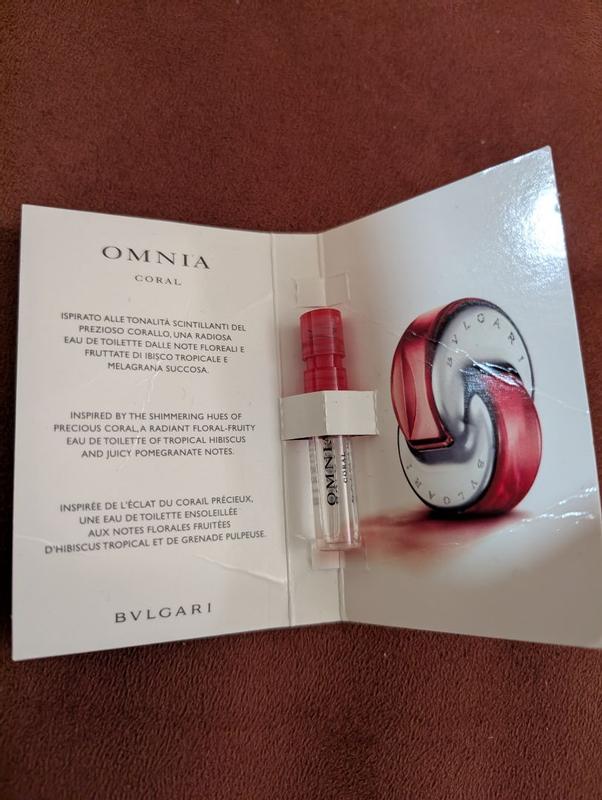 OMNIA
CORAL
ISPIRATO ALLE TONALITÀ SCINTILLANTI DEL
PREZIOSO CORALLO, UNA RADIOSA
EAU DE TOILETTE DALLE NOTE FLOREALI E
FRUTTATE DI IBISCO TROPICALE E
MELAGRANA SUCCOSA.
INSPIRED BY THE SHIMMERING HUES OF
PRECIOUS CORAL, A RADIANT FLORAL-FRUITY
EAU DE TOILETTE OF TROPICAL HIBISCUS
AND JUICY POMEGRANATE NOTES.
INSPIRÉE DE L'ÉCLAT DU CORAIL PRÉCIEUX,
UNE EAU DE TOILETTE ENSOLEILLÉE
AUX NOTES FLORALES FRUITÉES
D'HIBISCUS TROPICAL ET DE GRENADE PULPEUSE.
BVLGARI
OMNIA
CORAL
BVLGARI
BVLGARI